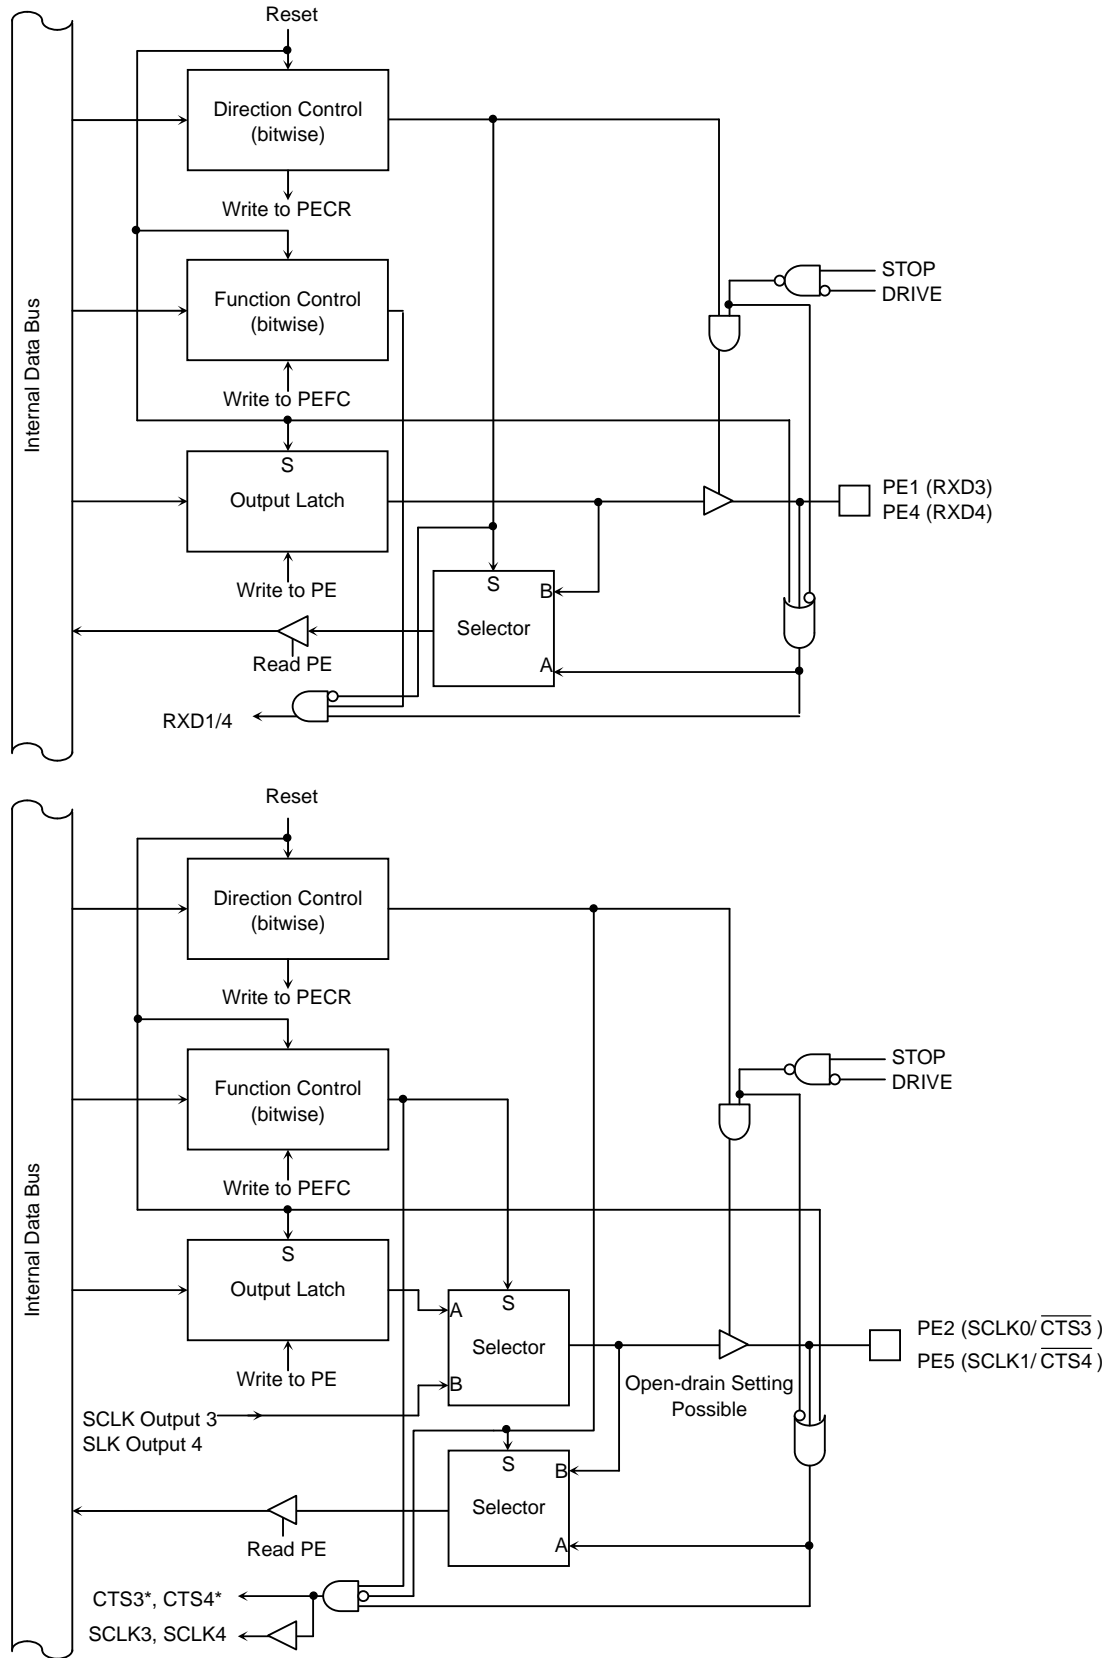 Reset
Direction Control
(bitwise)
Write to PECR
Internal Data Bus
Function Control
(bitwise)
STOP
DRIVE
Write to PEFC
S
Output Latch
PE1 (RXD3)
PE4 (RXD4)
Write to PE
S
B
Selector
A
Read PE
RXD1/4
Reset
Direction Control
(bitwise)
Write to PECR
Internal Data Bus
Function Control
(bitwise)
STOP
DRIVE
Write to PEFC
S
Output Latch
A
S
Selector
B
PE2 (SCLK0/ CTS3 )
PE5 (SCLK1/ CTS4 )
Write to PE
Open-drain Setting
Possible
SCLK Output 3
SLK Output 4
S
B
Selector
A
Read PE
CTS3*, CTS4*
SCLK3, SCLK4